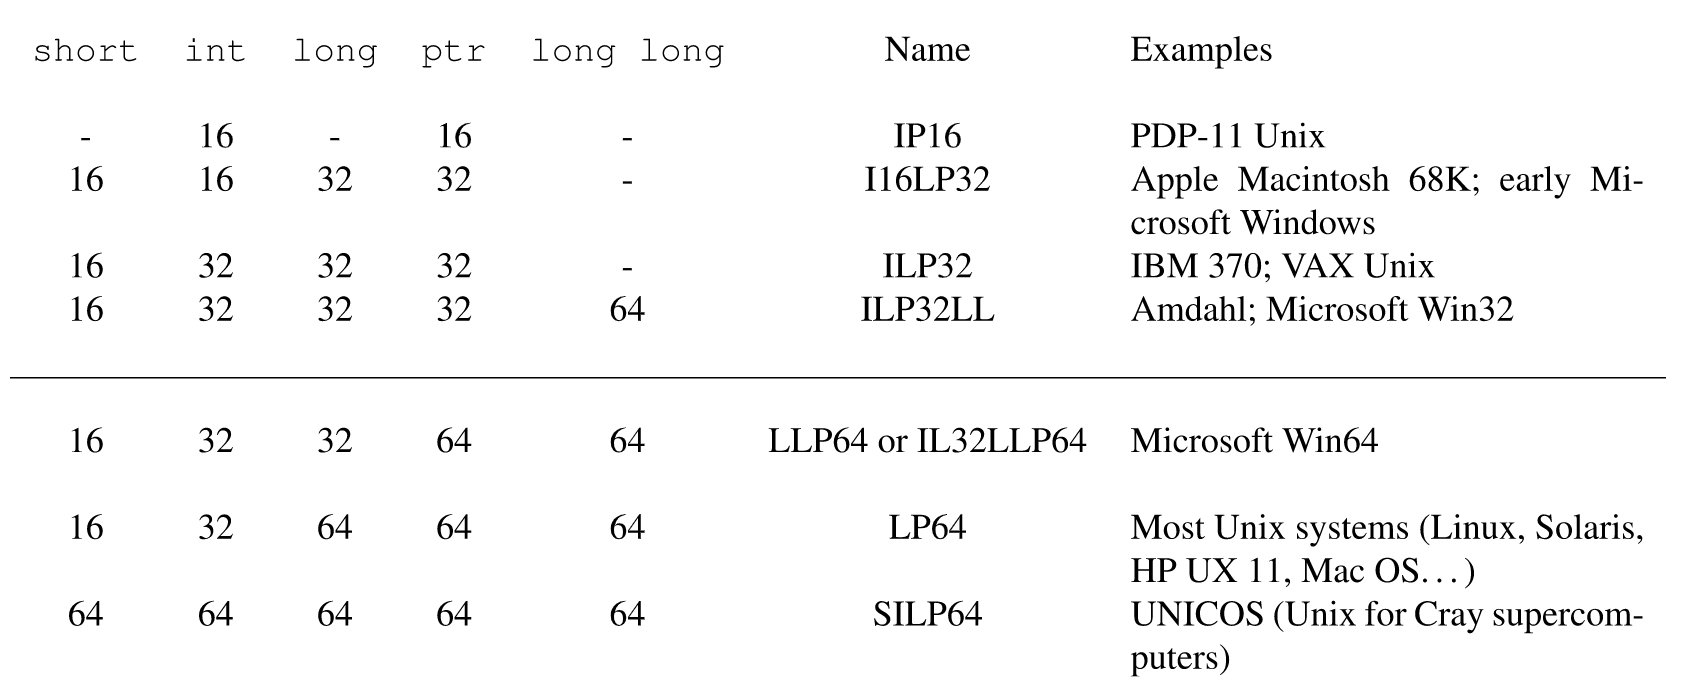 short int long ptr long long Name Examples
- 16 - 16 - IP16 PDP-11 Unix
16 16 32 32 - I16LP32 Apple Macintosh 68K; early Mi-
crosoft Windows
16 32 32 32 - ILP32 IBM 370; VAX Unix
16 32 32 32 64 ILP32LL Amdahl; Microsoft Win32
16 32 32 64 64 LLP64 or IL32LLP64 Microsoft Win64
16 32 64 64 64 LP64 Most Unix systems (Linux, Solaris,
HP UX 11, Mac OS...)
64 64 64 64 64 SILP64 UNICOS (Unix for Cray supercom-
puters)